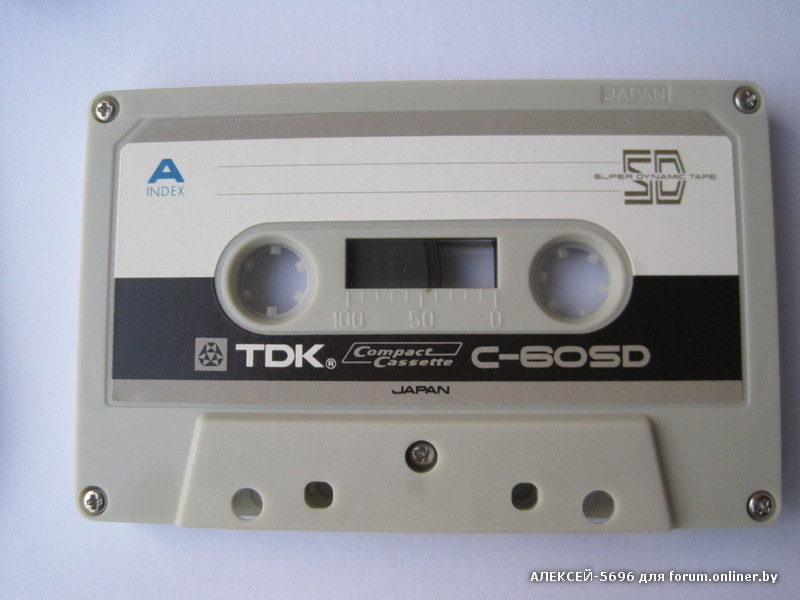 JAPAN
A
INDEX
SD
SUPER DYNAMIC TAPE
100 50 0
TDK® Compact Cassette C-60SD
JAPAN
АЛЕКСЕЙ-5696 для forum.onliner.by